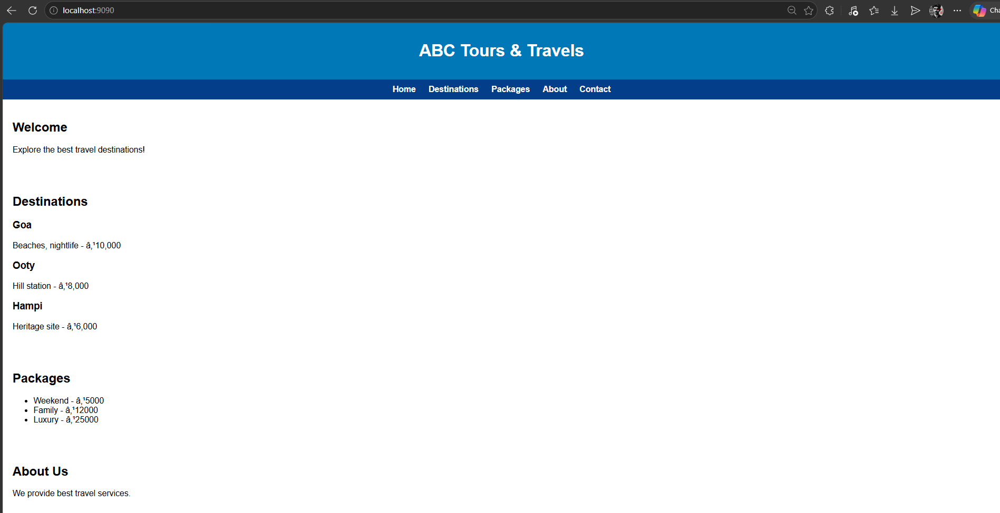 localhost:9090
Cha
ABC Tours & Travels
Home Destinations Packages About Contact
Welcome
Explore the best travel destinations!
Destinations
Goa
Beaches, nightlife - â‚¹10,000
Ooty
Hill station - â‚¹8,000
Hampi
Heritage site - â‚¹6,000
Packages
• Weekend - â‚¹5000
• Family - â‚¹12000
• Luxury - â‚¹25000
About Us
We provide best travel services.